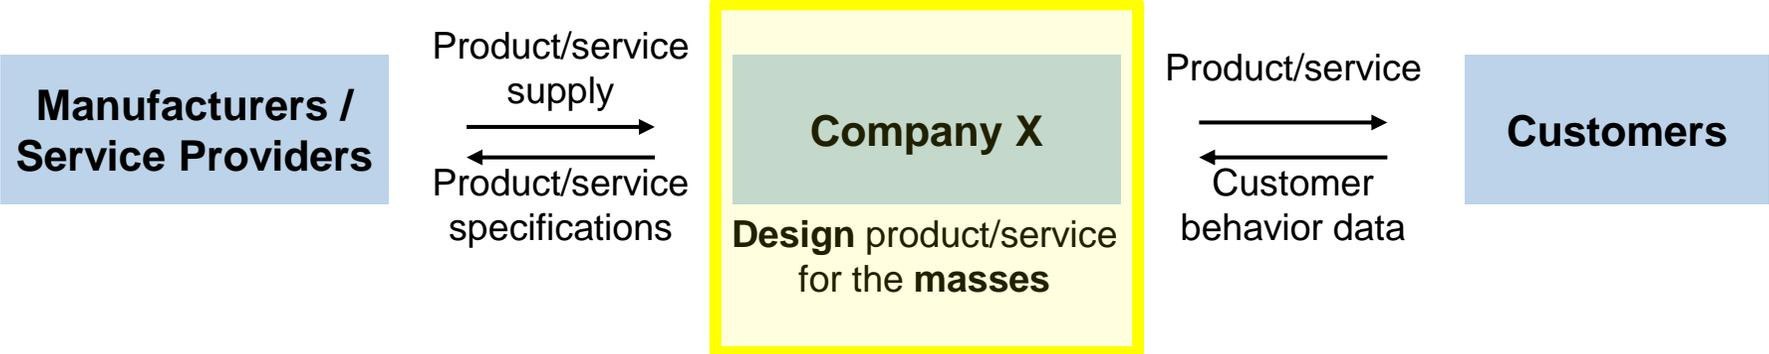 Manufacturers /
Service Providers
Product/service
supply
Product/service
specifications
Company X
Design product/service
for the masses
Product/service
Customer
behavior data
Customers